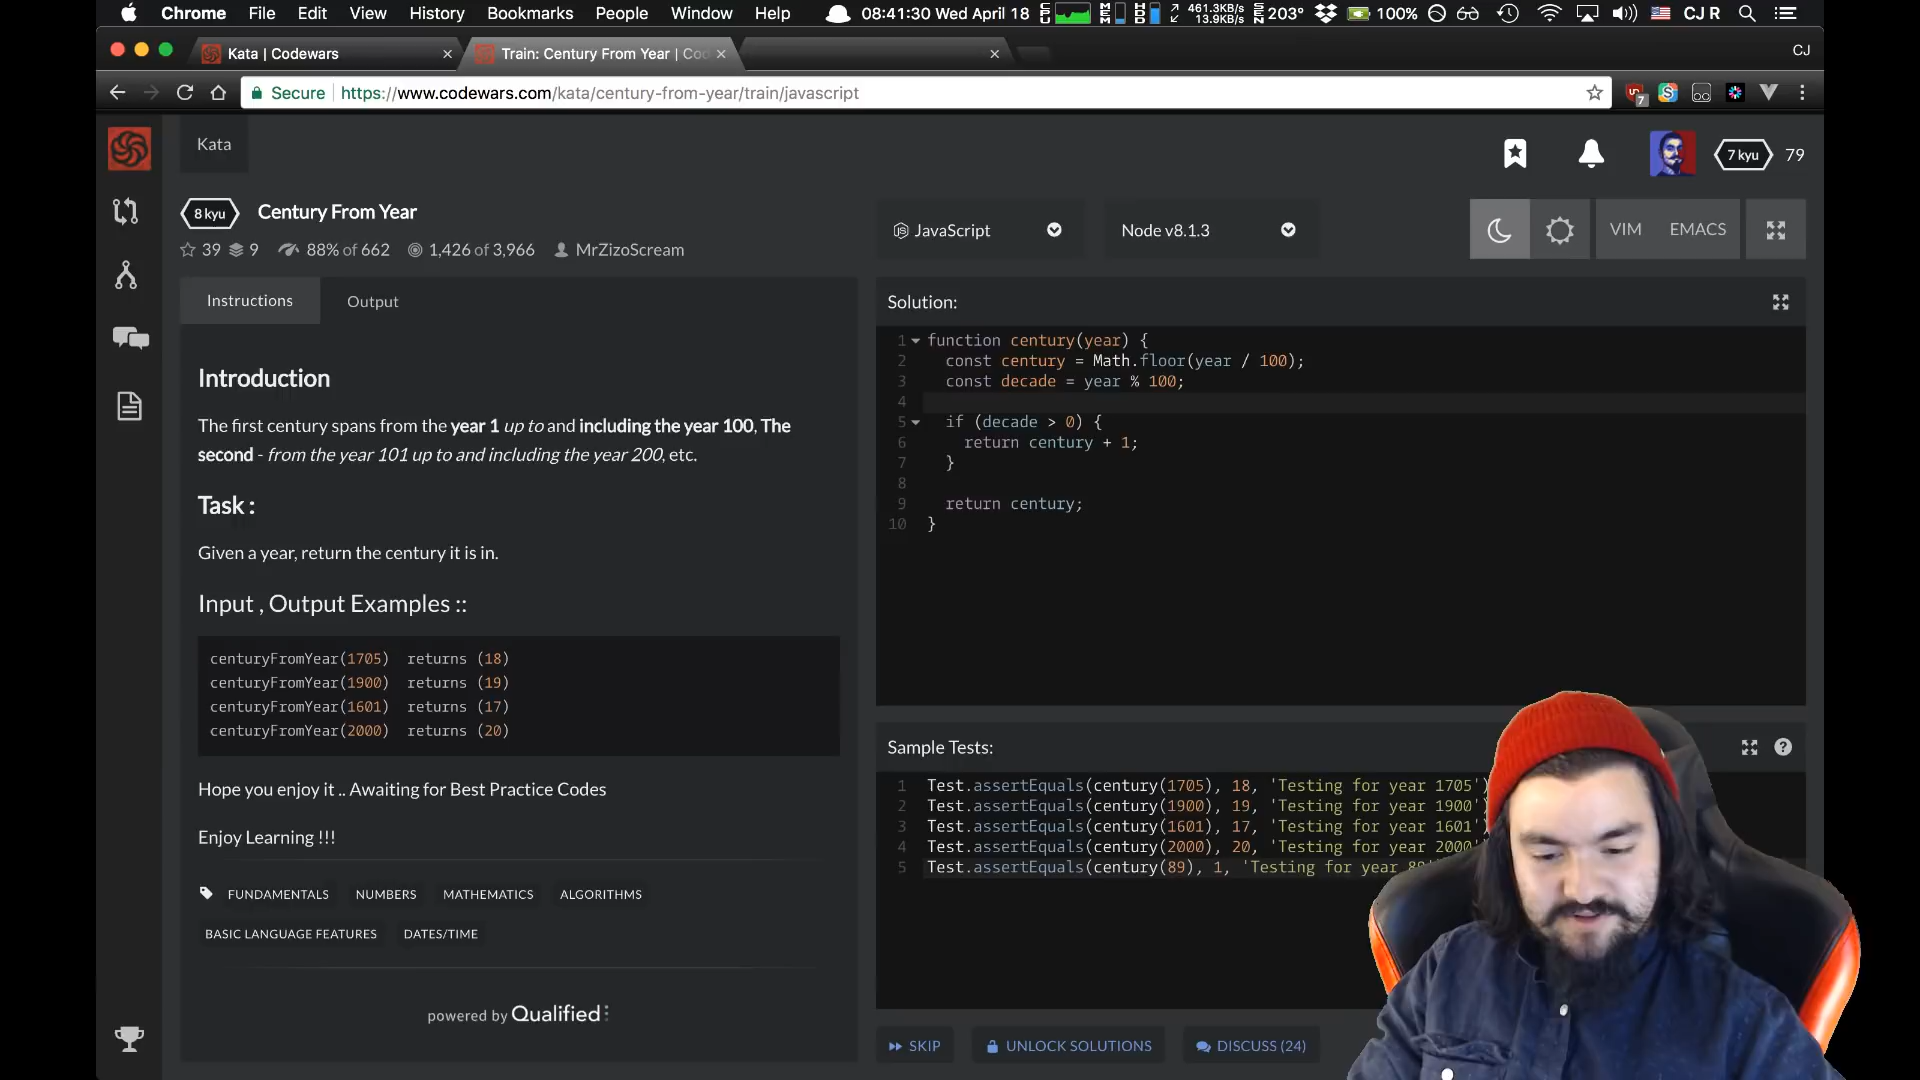 Chrome File Edit View History Bookmarks People Window Help 08:41:30 Wed April 18 461.3KB/s 13.9KB/s 203° 100% CJ R
Kata | Codewars × Train: Century From Year | Cod × × CJ
Secure https://www.codewars.com/kata/century-from-year/train/javascript 7
Kata 7 kyu 79
8 kyu Century From Year
39 9 88% of 662 1,426 of 3,966 MrZizoScream
JavaScript Node v8.1.3 VIM EMACS
Instructions Output
Introduction
The first century spans from the year 1 up to and including the year 100, The
second - from the year 101 up to and including the year 200, etc.
Task :
Given a year, return the century it is in.
Input , Output Examples ::
centuryFromYear(1705) returns (18)
centuryFromYear(1900) returns (19)
centuryFromYear(1601) returns (17)
centuryFromYear(2000) returns (20)
Hope you enjoy it .. Awaiting for Best Practice Codes
Enjoy Learning !!!
FUNDAMENTALS NUMBERS MATHEMATICS ALGORITHMS
BASIC LANGUAGE FEATURES DATES/TIME
powered by Qualified
Solution:
1 function century(year) {
2 const century = Math.floor(year / 100);
3 const decade = year % 100;
4
5 if (decade > 0) {
6 return century + 1;
7 }
8
9 return century;
10 }
Sample Tests:
1 Test.assertEquals(century(1705), 18, 'Testing for year 1705')
2 Test.assertEquals(century(1900), 19, 'Testing for year 1900'
3 Test.assertEquals(century(1601), 17, 'Testing for year 1601')
4 Test.assertEquals(century(2000), 20, 'Testing for year 2000'
5 Test.assertEquals(century(89), 1, 'Testing for year
SKIP UNLOCK SOLUTIONS DISCUSS (24)